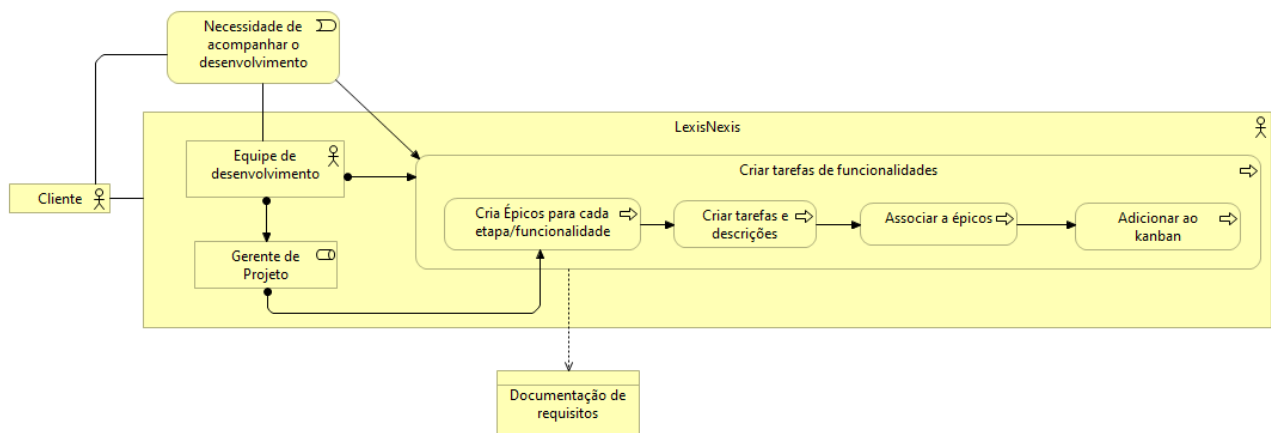 Necessidade de
acompanhar o
desenvolvimento
LexisNexis
Equipe de
desenvolvimento
Criar tarefas de funcionalidades
Cliente
Cria Épicos para cada
etapa/funcionalidade
Criar tarefas e
descrições
Associar a épicos
Adicionar ao
kanban
Gerente de
Projeto
Documentação de
requisitos